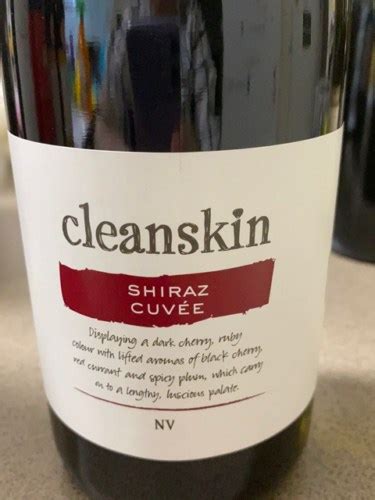 cleanskin
SHIRAZ
CUVÉE
Displaying a dark cherry, ruby
colour with lifted aromas of black cherry,
red currant and spicy plum, which carry
on to a lengthy, luscious palate.
NV